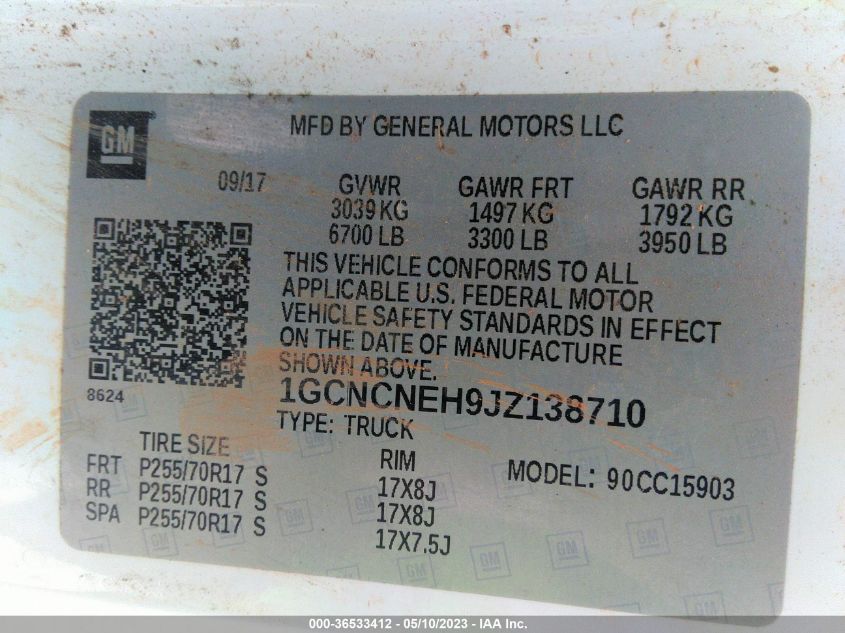 GM
MFD BY GENERAL MOTORS LLC
09/17 GVWR GAWR FRT GAWR RR
3039 KG 1497 KG 1792 KG
6700 LB 3300 LB 3950 LB
THIS VEHICLE CONFORMS TO ALL
APPLICABLE U.S. FEDERAL MOTOR
VEHICLE SAFETY STANDARDS IN EFFECT
ON THE DATE OF MANUFACTURE
SHOWN ABOVE.
8624
1GCNCNEH9JZ138710
TYPE: TRUCK
TIRE SIZE RIM MODEL: 90CC15903
FRT P255/70R17 S 17X8J
RR P255/70R17 S 17X8J
SPA P255/70R17 S 17X7.5J
000-36533412 - 05/10/2023 - IAA Inc.